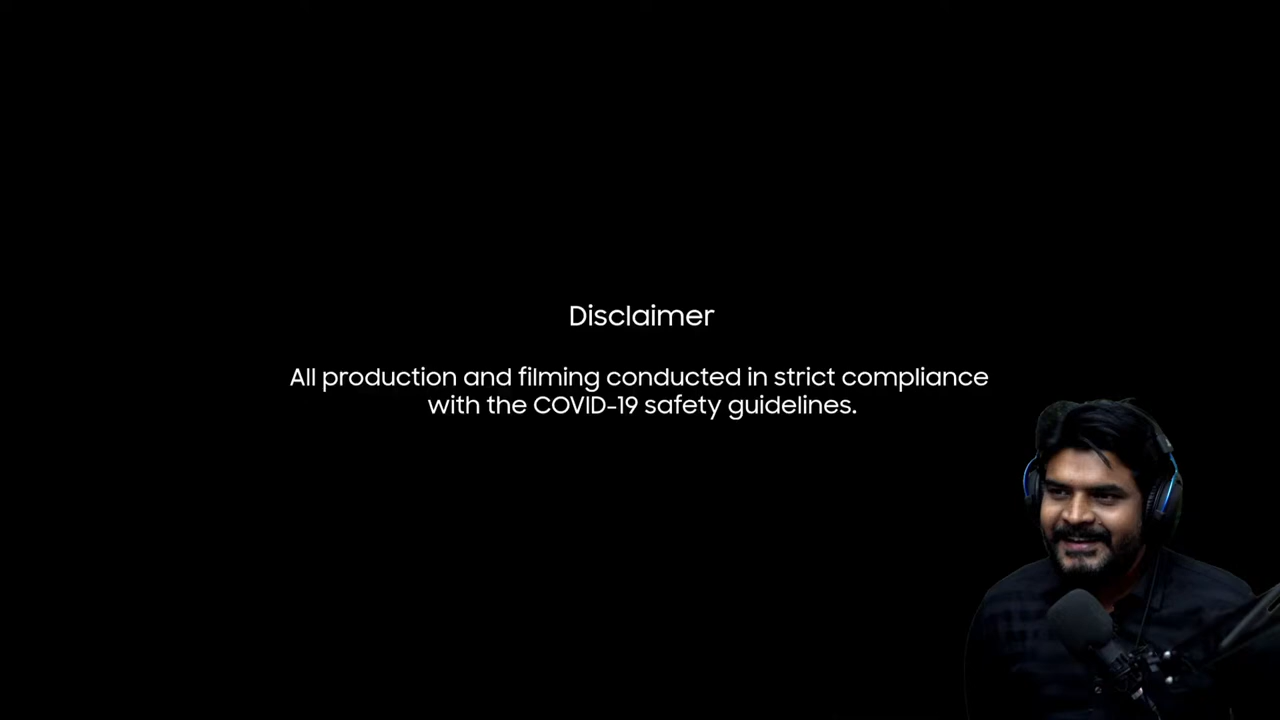 Disclaimer
All production and filming conducted in strict compliance
with the COVID-19 safety guidelines.